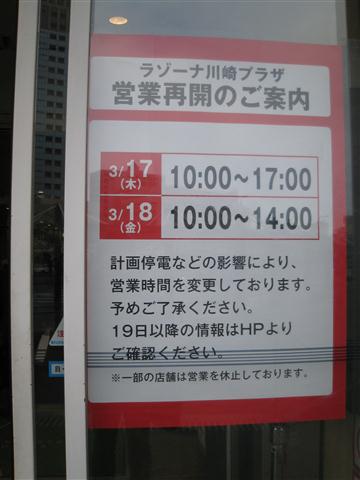 ラゾーナ川崎プラザ
営業再開のご案内
3/17(木) 10:00～17:00
3/18(金) 10:00～14:00
計画停電などの影響により、
営業時間を変更しております。
予めご了承ください。
19日以降の情報はHPより
ご確認ください。
※一部の店舗は営業を休止しております。